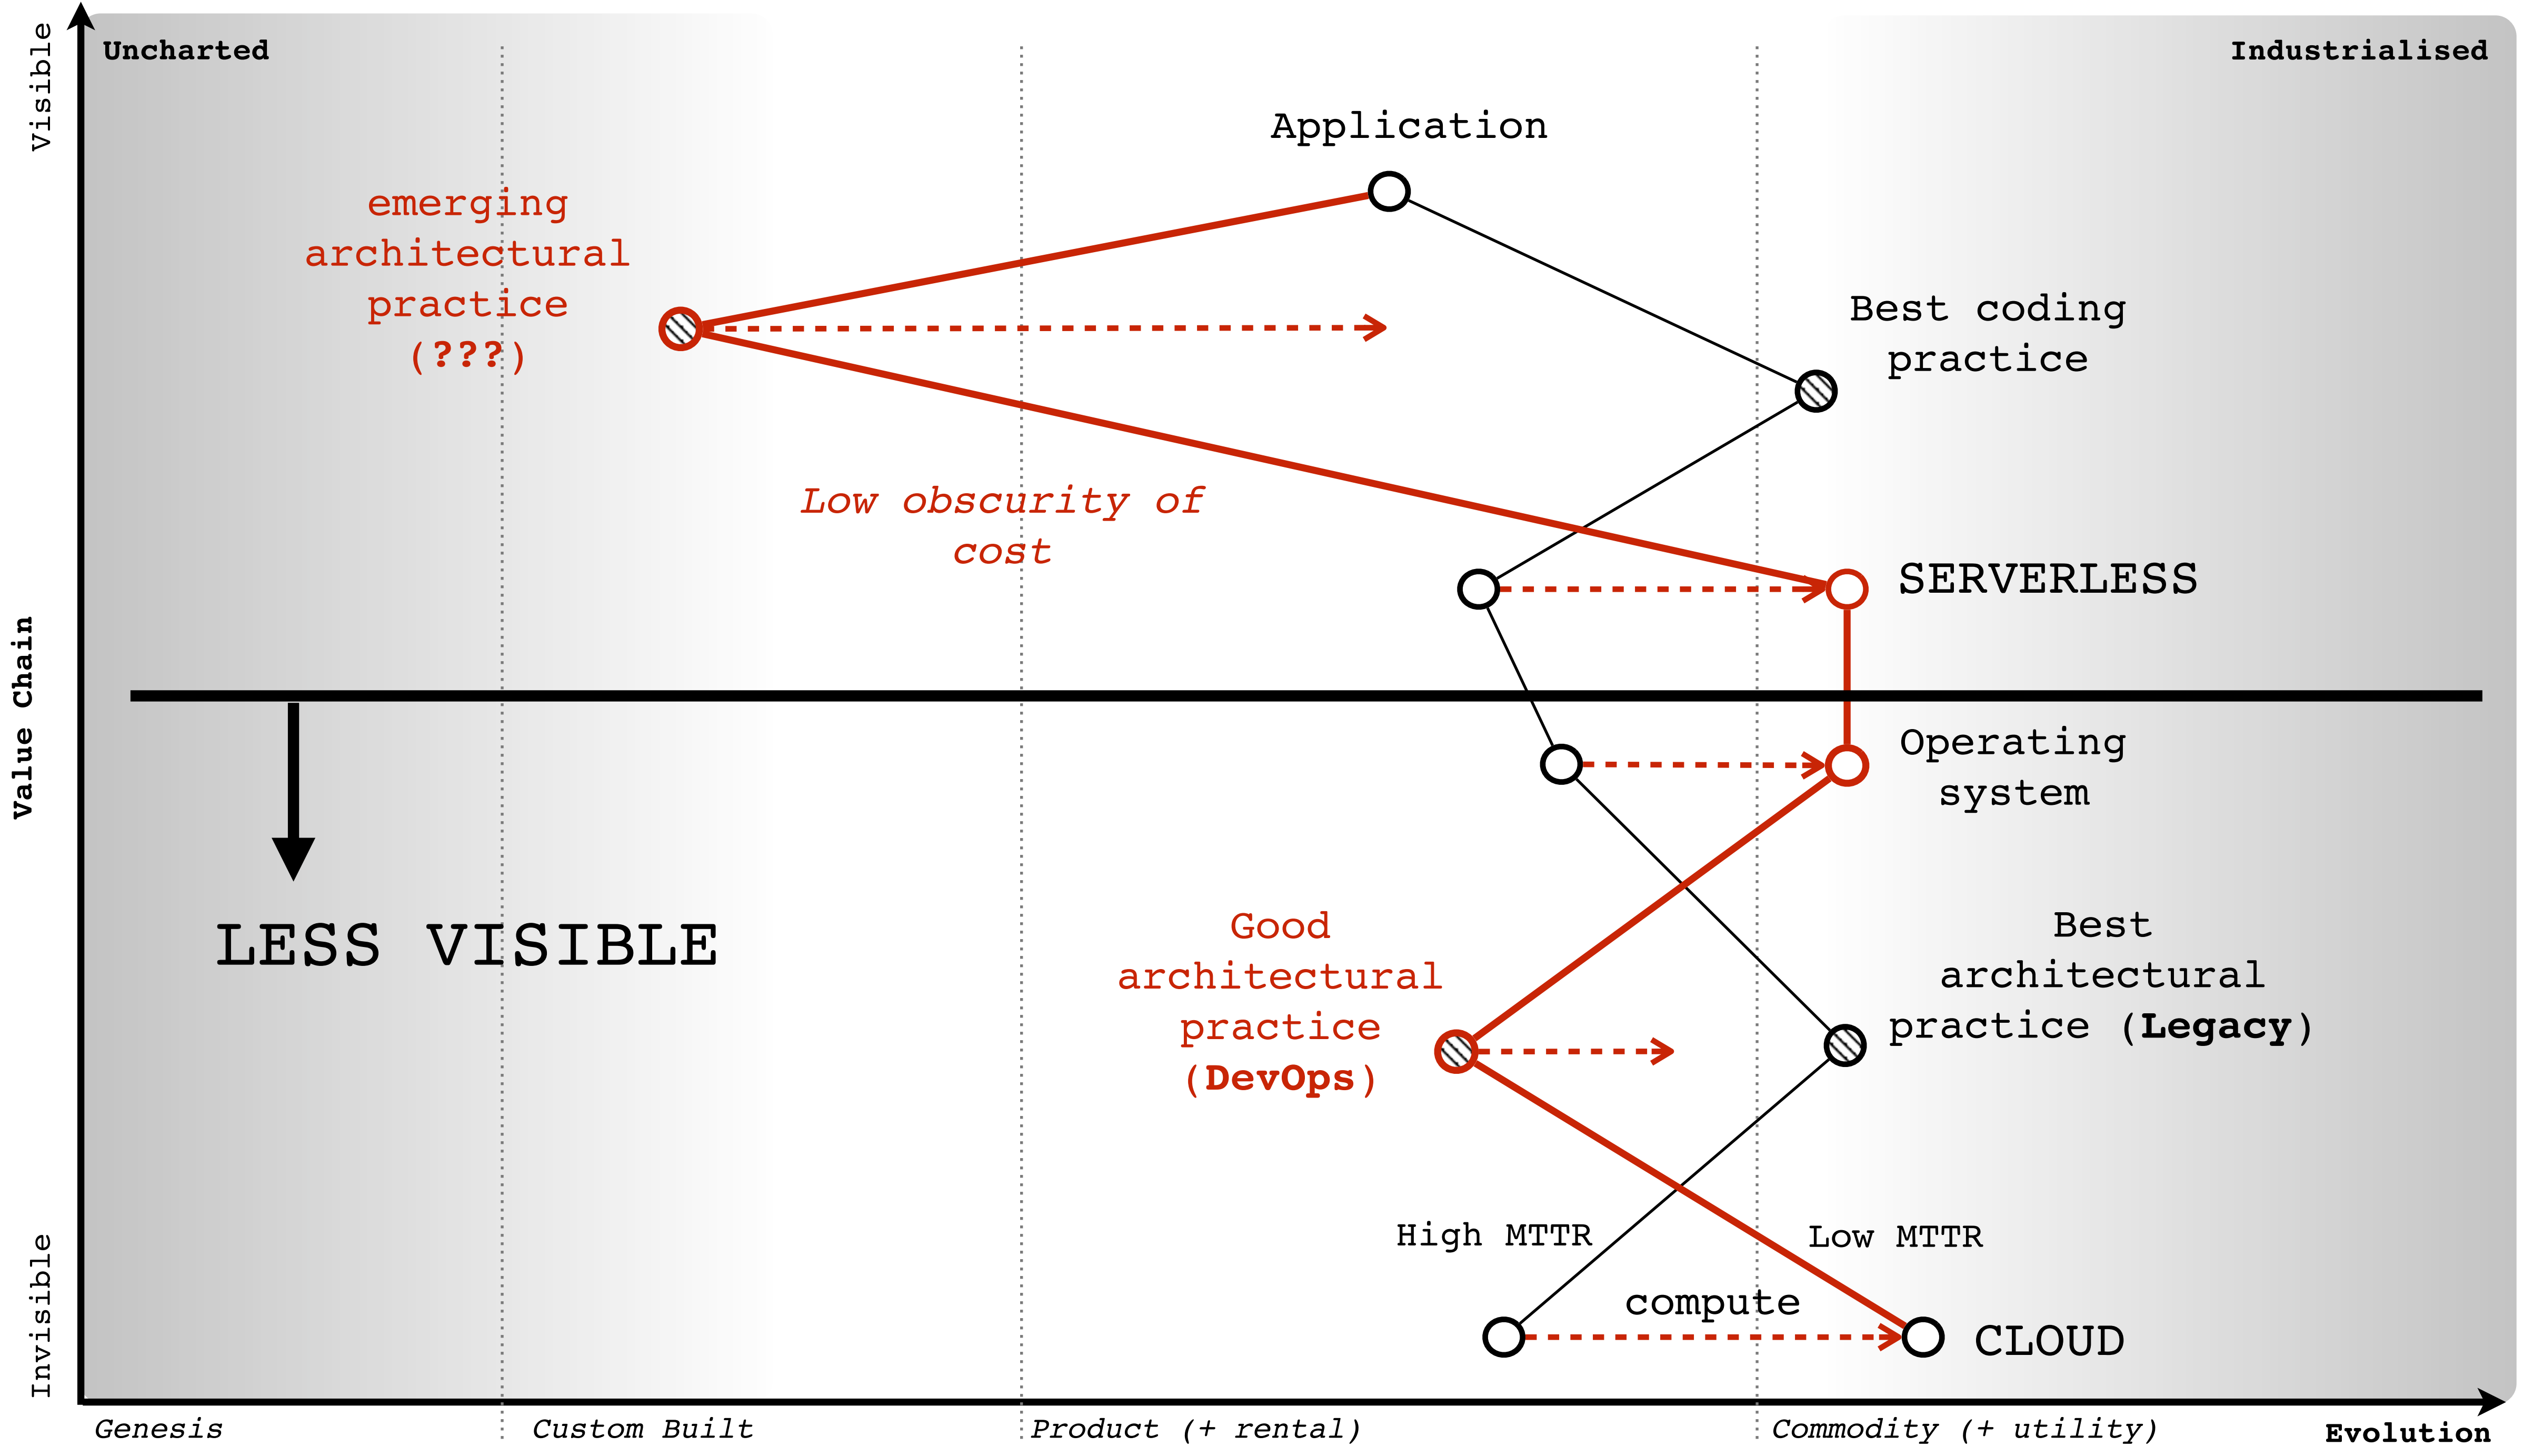 Visible
Uncharted
Industrialised
Application
emerging
architectural
practice
(???)
Best coding
practice
Low obscurity of
cost
SERVERLESS
Value Chain
Operating
system
LESS VISIBLE
Good
architectural
practice
(DevOps)
Best
architectural
practice (Legacy)
High MTTR
Low MTTR
compute
CLOUD
Invisible
Genesis
Custom Built
Product (+ rental)
Commodity (+ utility)
Evolution